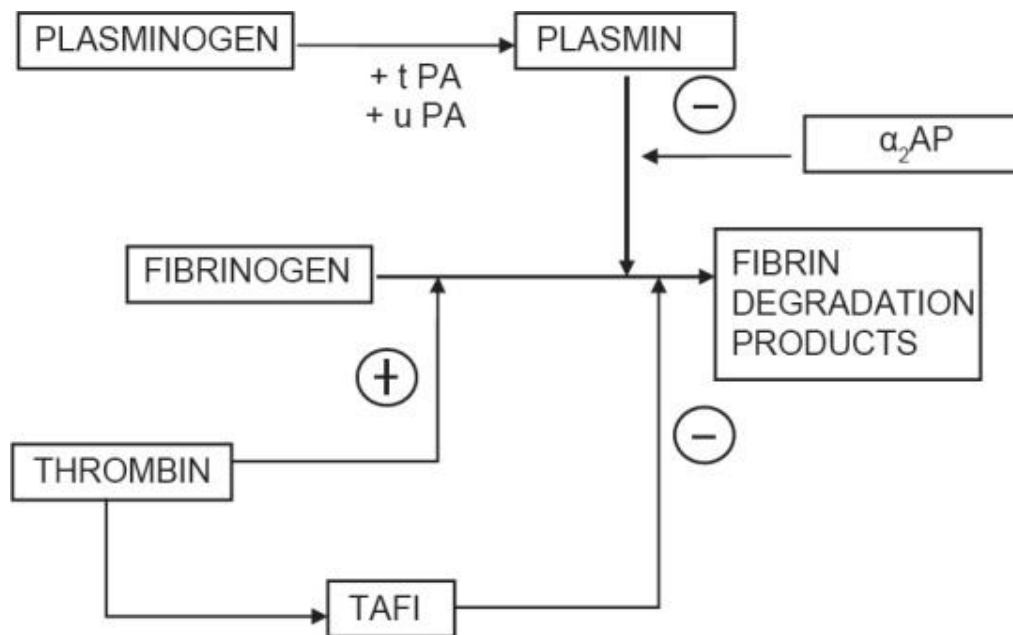 PLASMINOGEN
PLASMIN
+ t PA
+ u PA
−
α₂AP
FIBRINOGEN
FIBRIN
DEGRADATION
PRODUCTS
+
−
THROMBIN
TAFI